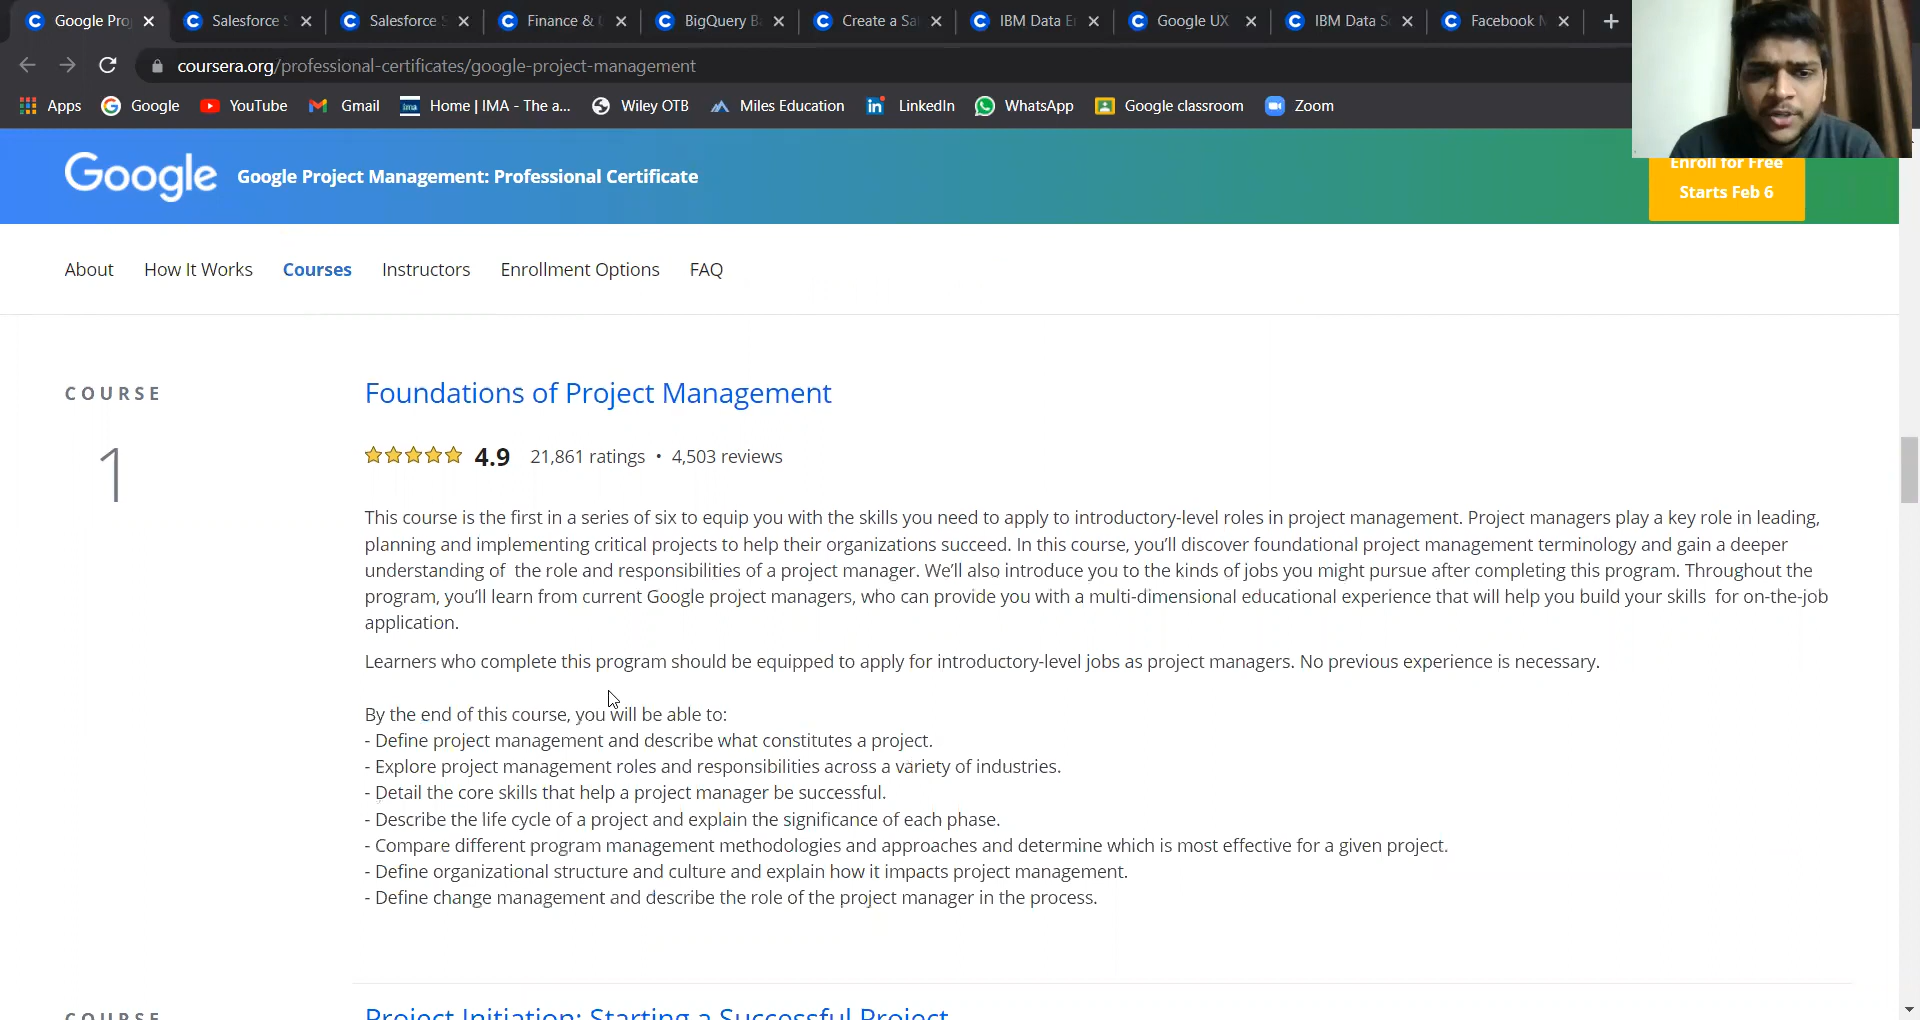 Google Pro
Salesforce S
Salesforce S
Finance &
BigQuery B
Create a Sa
IBM Data E
Google UX
IBM Data S
Facebook M
coursera.org/professional-certificates/google-project-management
Apps
Google
YouTube
Gmail
Home | IMA - The a...
Wiley OTB
Miles Education
LinkedIn
WhatsApp
Google classroom
Zoom
Google
Google Project Management: Professional Certificate
Enroll for Free
Starts Feb 6
About
How It Works
Courses
Instructors
Enrollment Options
FAQ
COURSE
1
Foundations of Project Management
4.9 21,861 ratings • 4,503 reviews
This course is the first in a series of six to equip you with the skills you need to apply to introductory-level roles in project management. Project managers play a key role in leading,
planning and implementing critical projects to help their organizations succeed. In this course, you’ll discover foundational project management terminology and gain a deeper
understanding of the role and responsibilities of a project manager. We’ll also introduce you to the kinds of jobs you might pursue after completing this program. Throughout the
program, you’ll learn from current Google project managers, who can provide you with a multi-dimensional educational experience that will help you build your skills for on-the-job
application.
Learners who complete this program should be equipped to apply for introductory-level jobs as project managers. No previous experience is necessary.
By the end of this course, you will be able to:
- Define project management and describe what constitutes a project.
- Explore project management roles and responsibilities across a variety of industries.
- Detail the core skills that help a project manager be successful.
- Describe the life cycle of a project and explain the significance of each phase.
- Compare different program management methodologies and approaches and determine which is most effective for a given project.
- Define organizational structure and culture and explain how it impacts project management.
- Define change management and describe the role of the project manager in the process.
COURSE
Project Initiation: Starting a Successful Project